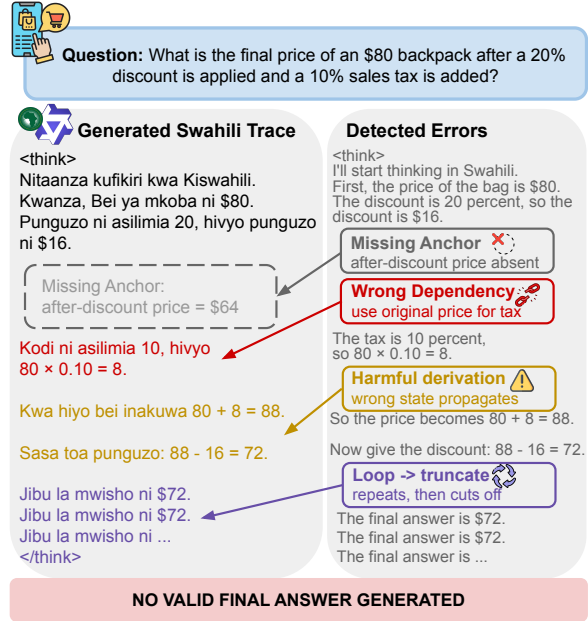 Question: What is the final price of an $80 backpack after a 20%
discount is applied and a 10% sales tax is added?
Generated Swahili Trace
<think>
Nitaanza kufikiri kwa Kiswahili.
Kwanza, Bei ya mkoba ni $80.
Punguzo ni asilimia 20, hivyo punguzo
ni $16.
Missing Anchor:
after-discount price = $64
Kodi ni asilimia 10, hivyo
80 × 0.10 = 8.
Kwa hiyo bei inakuwa 80 + 8 = 88.
Sasa toa punguzo: 88 - 16 = 72.
Jibu la mwisho ni $72.
Jibu la mwisho ni $72.
Jibu la mwisho ni ...
</think>
Detected Errors
<think>
I'll start thinking in Swahili.
First, the price of the bag is $80.
The discount is 20 percent, so the
discount is $16.
Missing Anchor
after-discount price absent
Wrong Dependency
use original price for tax
The tax is 10 percent,
so 80 × 0.10 = 8.
Harmful derivation
wrong state propagates
So the price becomes 80 + 8 = 88.
Now give the discount: 88 - 16 = 72.
Loop -> truncate
repeats, then cuts off
The final answer is $72.
The final answer is $72.
The final answer is ...
NO VALID FINAL ANSWER GENERATED